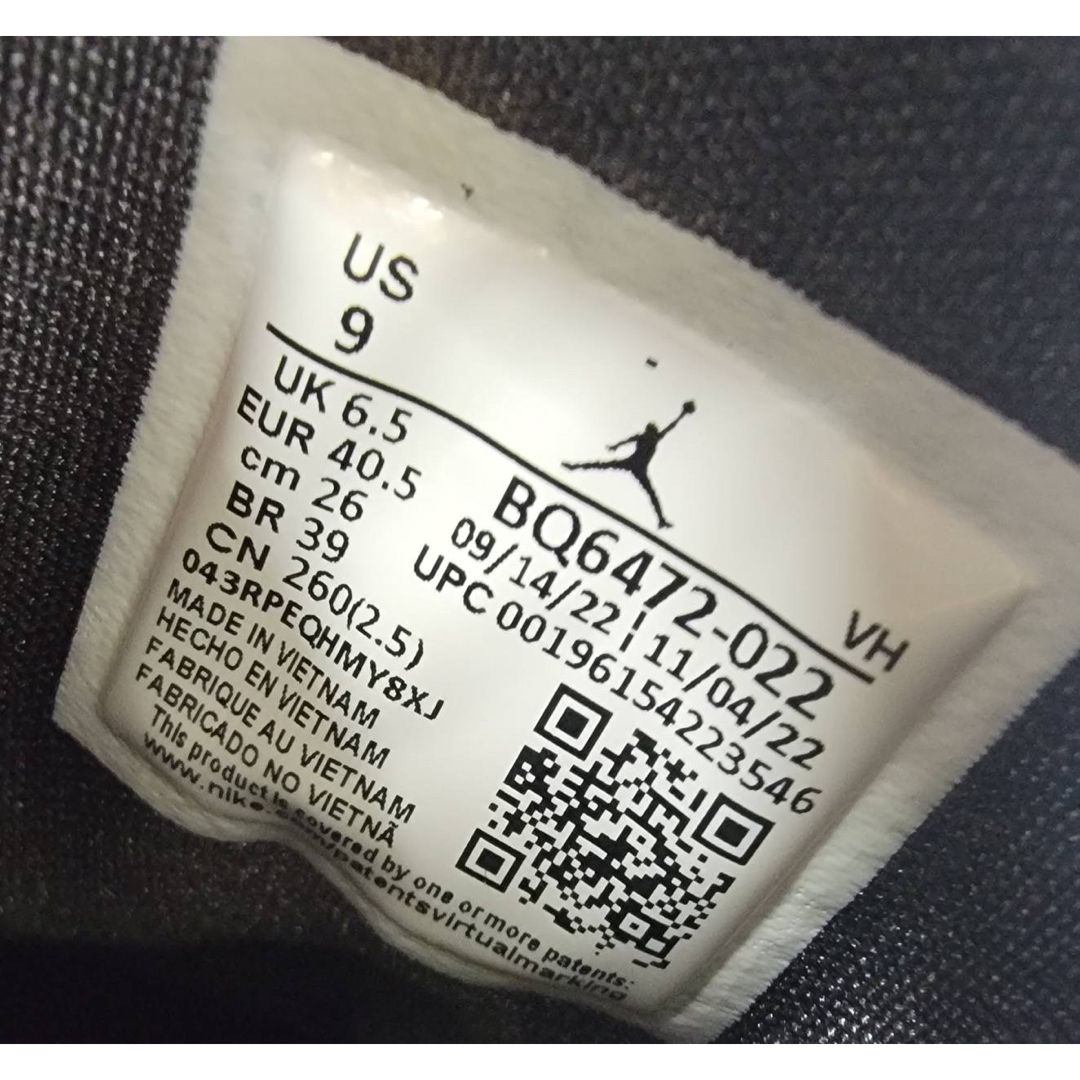 US
9
UK 6.5
EUR 40.5
cm 26
BR 39
CN 260(2.5)
043RPEQHMY8XJ
MADE IN VIETNAM
HECHO EN VIETNAM
FABRIQUE AU VIETNAM
FABRICADO NO VIETNÃ
This product is covered by one or more patents:
www.nike.com/patentsvirtualmarking
VH
BQ6472-022
09/14/22 | 11/04/22
UPC 00196154223546